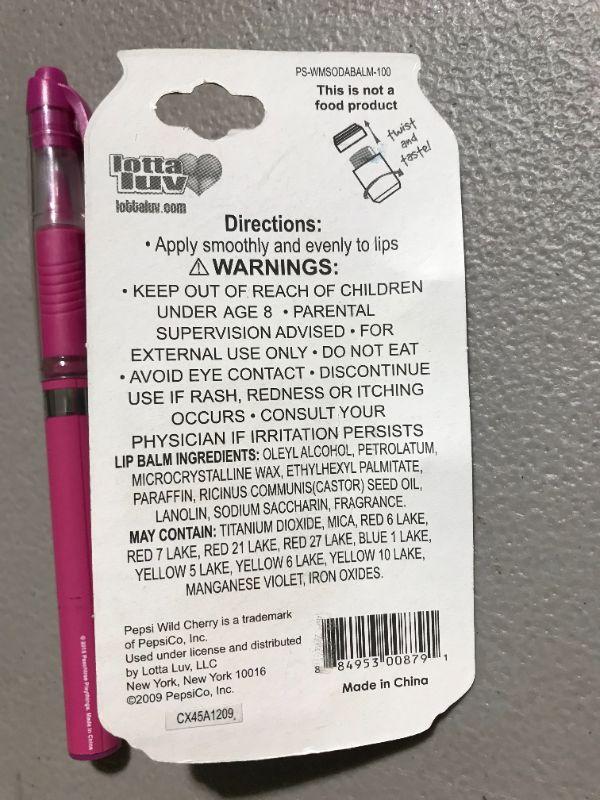 PS-WMSODABALM-100
This is not a
food product
twist
and
taste!
lotta
luv
lottaluv.com
Directions:
• Apply smoothly and evenly to lips
⚠ WARNINGS:
• KEEP OUT OF REACH OF CHILDREN
UNDER AGE 8 • PARENTAL
SUPERVISION ADVISED • FOR
EXTERNAL USE ONLY • DO NOT EAT
• AVOID EYE CONTACT • DISCONTINUE
USE IF RASH, REDNESS OR ITCHING
OCCURS • CONSULT YOUR
PHYSICIAN IF IRRITATION PERSISTS
LIP BALM INGREDIENTS: OLEYL ALCOHOL, PETROLATUM,
MICROCRYSTALLINE WAX, ETHYLHEXYL PALMITATE,
PARAFFIN, RICINUS COMMUNIS(CASTOR) SEED OIL,
LANOLIN, SODIUM SACCHARIN, FRAGRANCE.
MAY CONTAIN: TITANIUM DIOXIDE, MICA, RED 6 LAKE,
RED 7 LAKE, RED 21 LAKE, RED 27 LAKE, BLUE 1 LAKE,
YELLOW 5 LAKE, YELLOW 6 LAKE, YELLOW 10 LAKE,
MANGANESE VIOLET, IRON OXIDES.
Pepsi Wild Cherry is a trademark
of PepsiCo, Inc.
Used under license and distributed
by Lotta Luv, LLC
New York, New York 10016
©2009 PepsiCo, Inc.
CX45A1209
8 84953 00879 1
Made in China
Playthings. Made in China